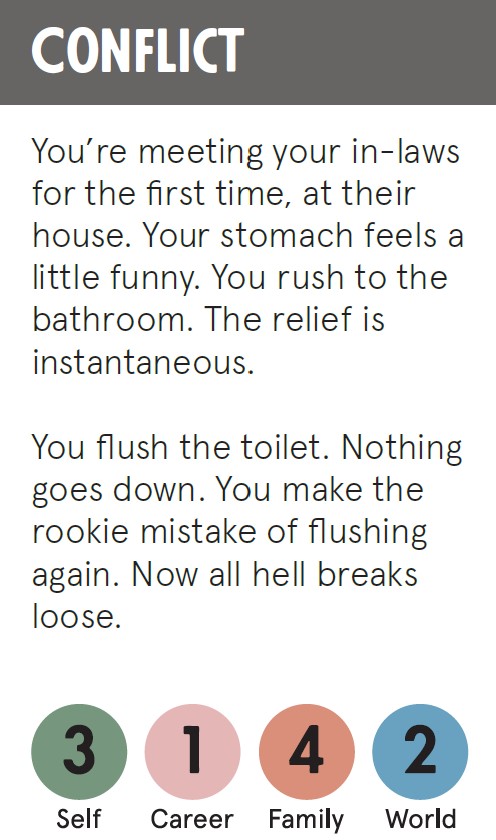 CONFLICT
You’re meeting your in-laws
for the first time, at their
house. Your stomach feels a
little funny. You rush to the
bathroom. The relief is
instantaneous.
You flush the toilet. Nothing
goes down. You make the
rookie mistake of flushing
again. Now all hell breaks
loose.
3 1 4 2
Self Career Family World